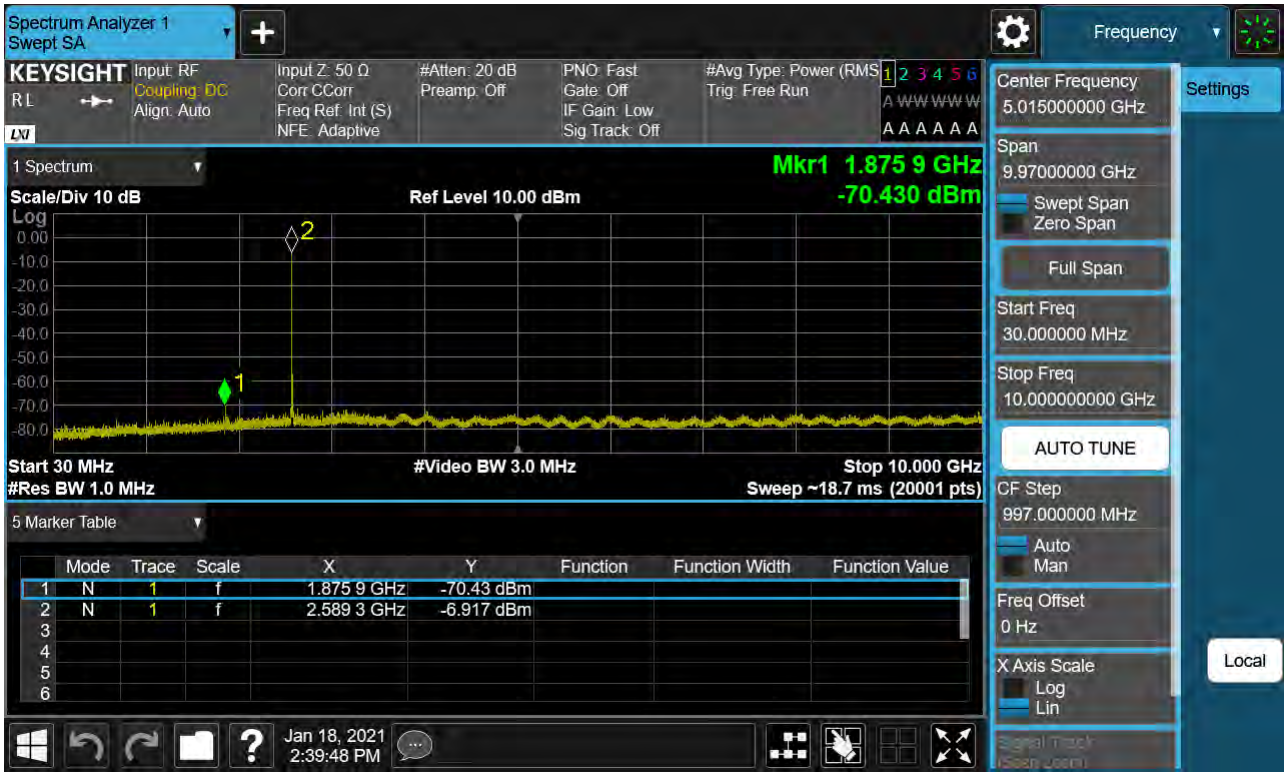 Spectrum Analyzer 1
Swept SA
+
Frequency
KEYSIGHT
RL
LXI
Input: RF
Coupling: DC
Align: Auto
Input Z: 50 Ω
Corr CCorr
Freq Ref: Int (S)
NFE: Adaptive
#Atten: 20 dB
Preamp: Off
PNO: Fast
Gate: Off
IF Gain: Low
Sig Track: Off
#Avg Type: Power (RMS
Trig: Free Run
1 2 3 4 5 6
A W W W W W
A A A A A A
1 Spectrum
Mkr1 1.875 9 GHz
-70.430 dBm
Scale/Div 10 dB
Ref Level 10.00 dBm
Log
0.00
-10.0
-20.0
-30.0
-40.0
-50.0
-60.0
-70.0
-80.0
1
2
Start 30 MHz
#Video BW 3.0 MHz
Stop 10.000 GHz
#Res BW 1.0 MHz
Sweep ~18.7 ms (20001 pts)
5 Marker Table
Mode Trace Scale X Y Function Function Width Function Value
1 N 1 f 1.875 9 GHz -70.43 dBm
2 N 1 f 2.589 3 GHz -6.917 dBm
3
4
5
6
Jan 18, 2021
2:39:48 PM
?
Center Frequency
5.015000000 GHz
Span
9.97000000 GHz
Swept Span
Zero Span
Full Span
Start Freq
30.000000 MHz
Stop Freq
10.000000000 GHz
AUTO TUNE
CF Step
997.000000 MHz
Auto
Man
Freq Offset
0 Hz
X Axis Scale
Log
Lin
Signal Track
(Span Zoom)
Settings
Local